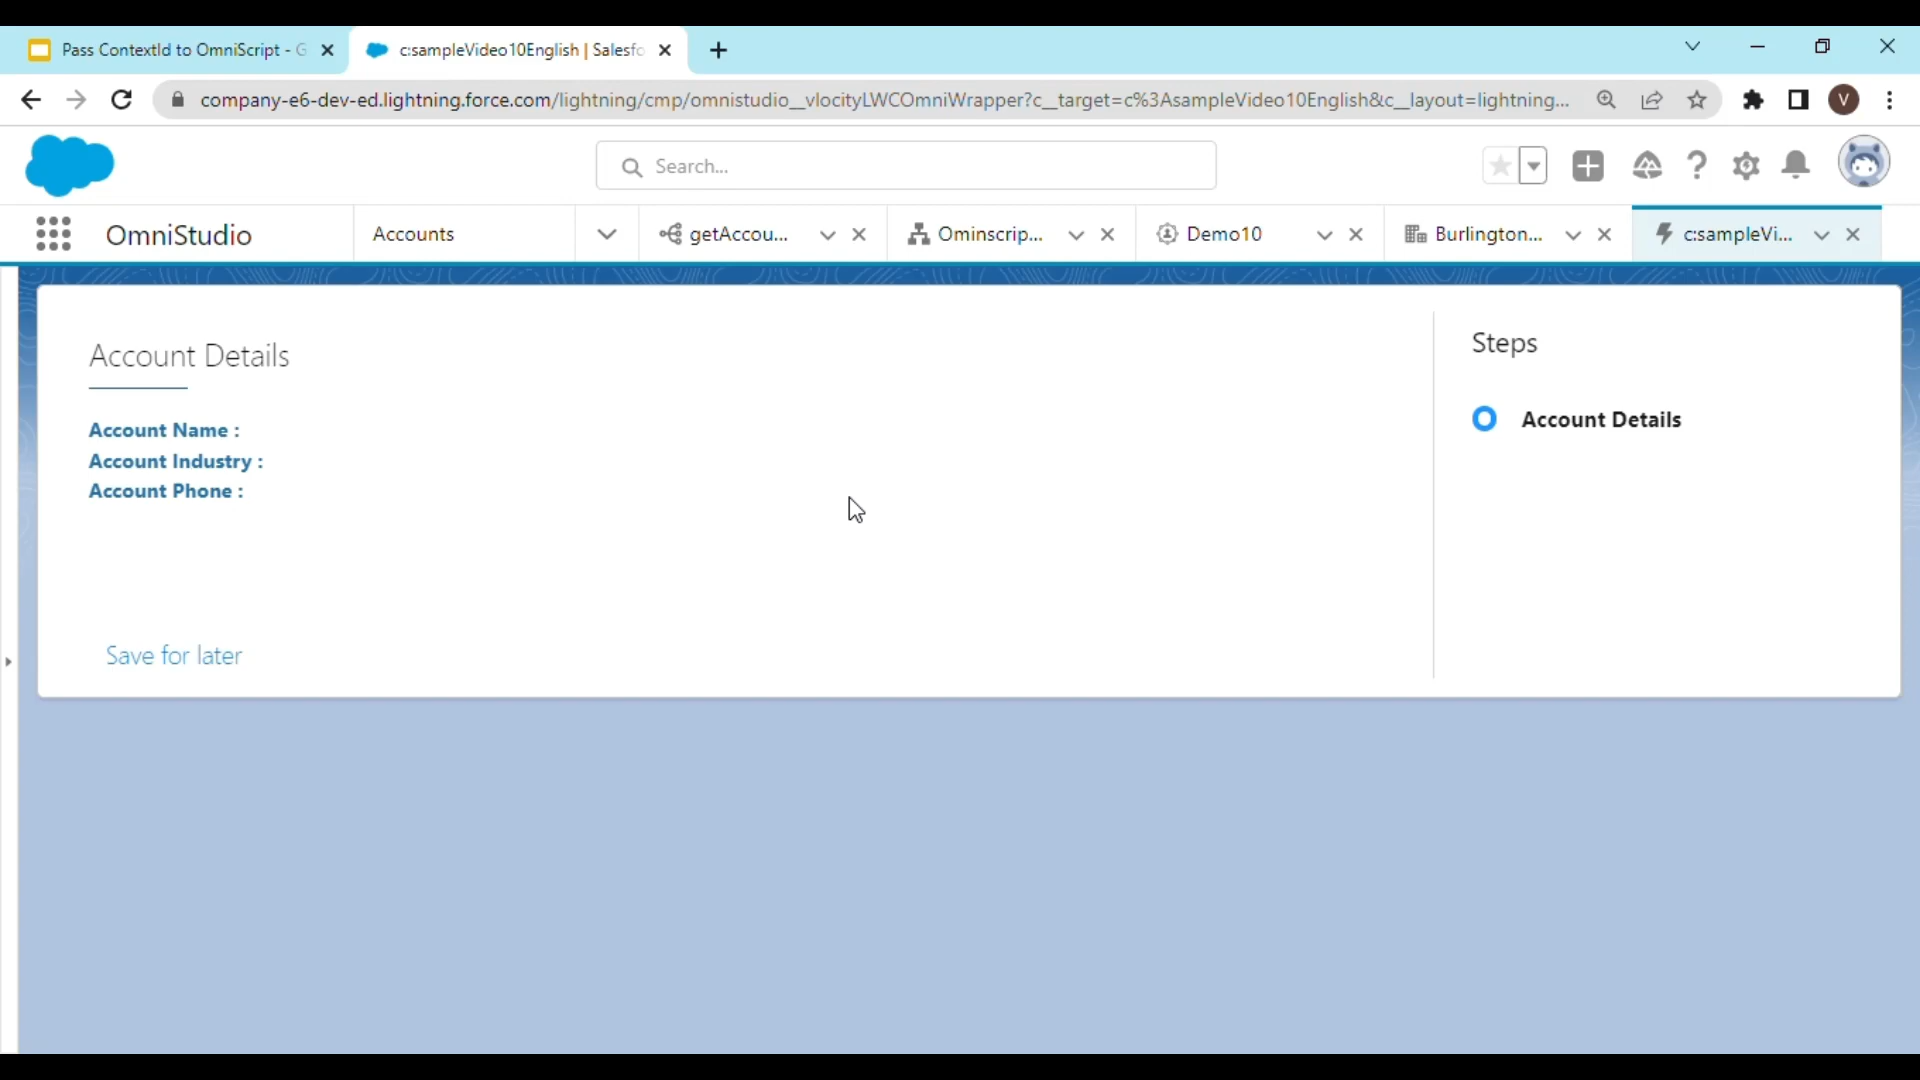 Pass ContextId to OmniScript - G
c:sampleVideo10English | Salesfo
company-e6-dev-ed.lightning.force.com/lightning/cmp/omnistudio__vlocityLWCOmniWrapper?c__target=c%3AsampleVideo10English&c__layout=lightning...
V
Search...
OmniStudio
Accounts
getAccou...
Ominscrip...
Demo10
Burlington...
c:sampleVi...
Account Details
Account Name :
Account Industry :
Account Phone :
Save for later
Steps
Account Details